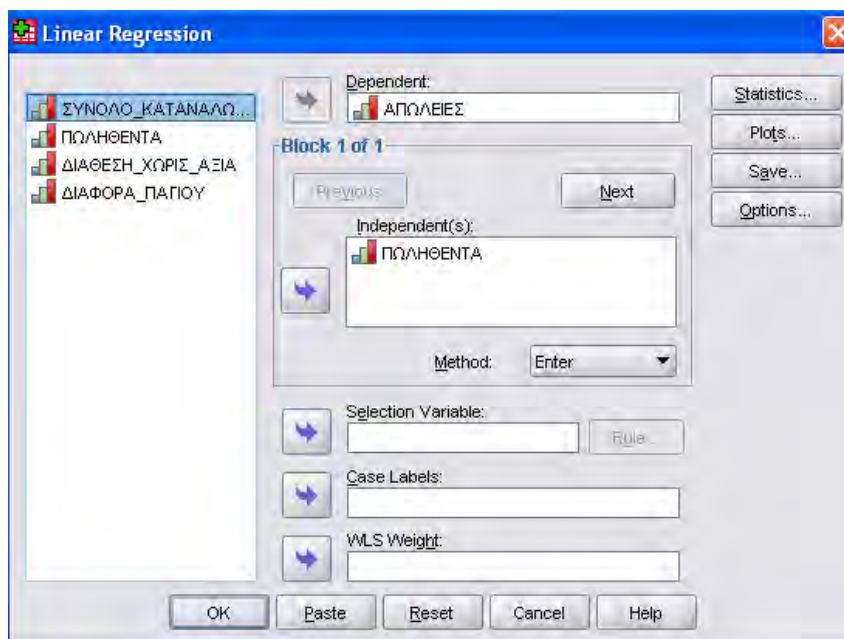 Linear Regression
ΣΥΝΟΛΟ_ΚΑΤΑΝΑΛΩ...
ΠΩΛΗΘΕΝΤΑ
ΔΙΑΘΕΣΗ_ΧΩΡΙΣ_ΑΞΙΑ
ΔΙΑΦΟΡΑ_ΠΑΓΙΟΥ
Dependent:
ΑΠΩΛΕΙΕΣ
Block 1 of 1
Previous
Next
Independent(s):
ΠΩΛΗΘΕΝΤΑ
Method:
Enter
Selection Variable:
Rule...
Case Labels:
WLS Weight:
Statistics...
Plots...
Save...
Options...
OK
Paste
Reset
Cancel
Help